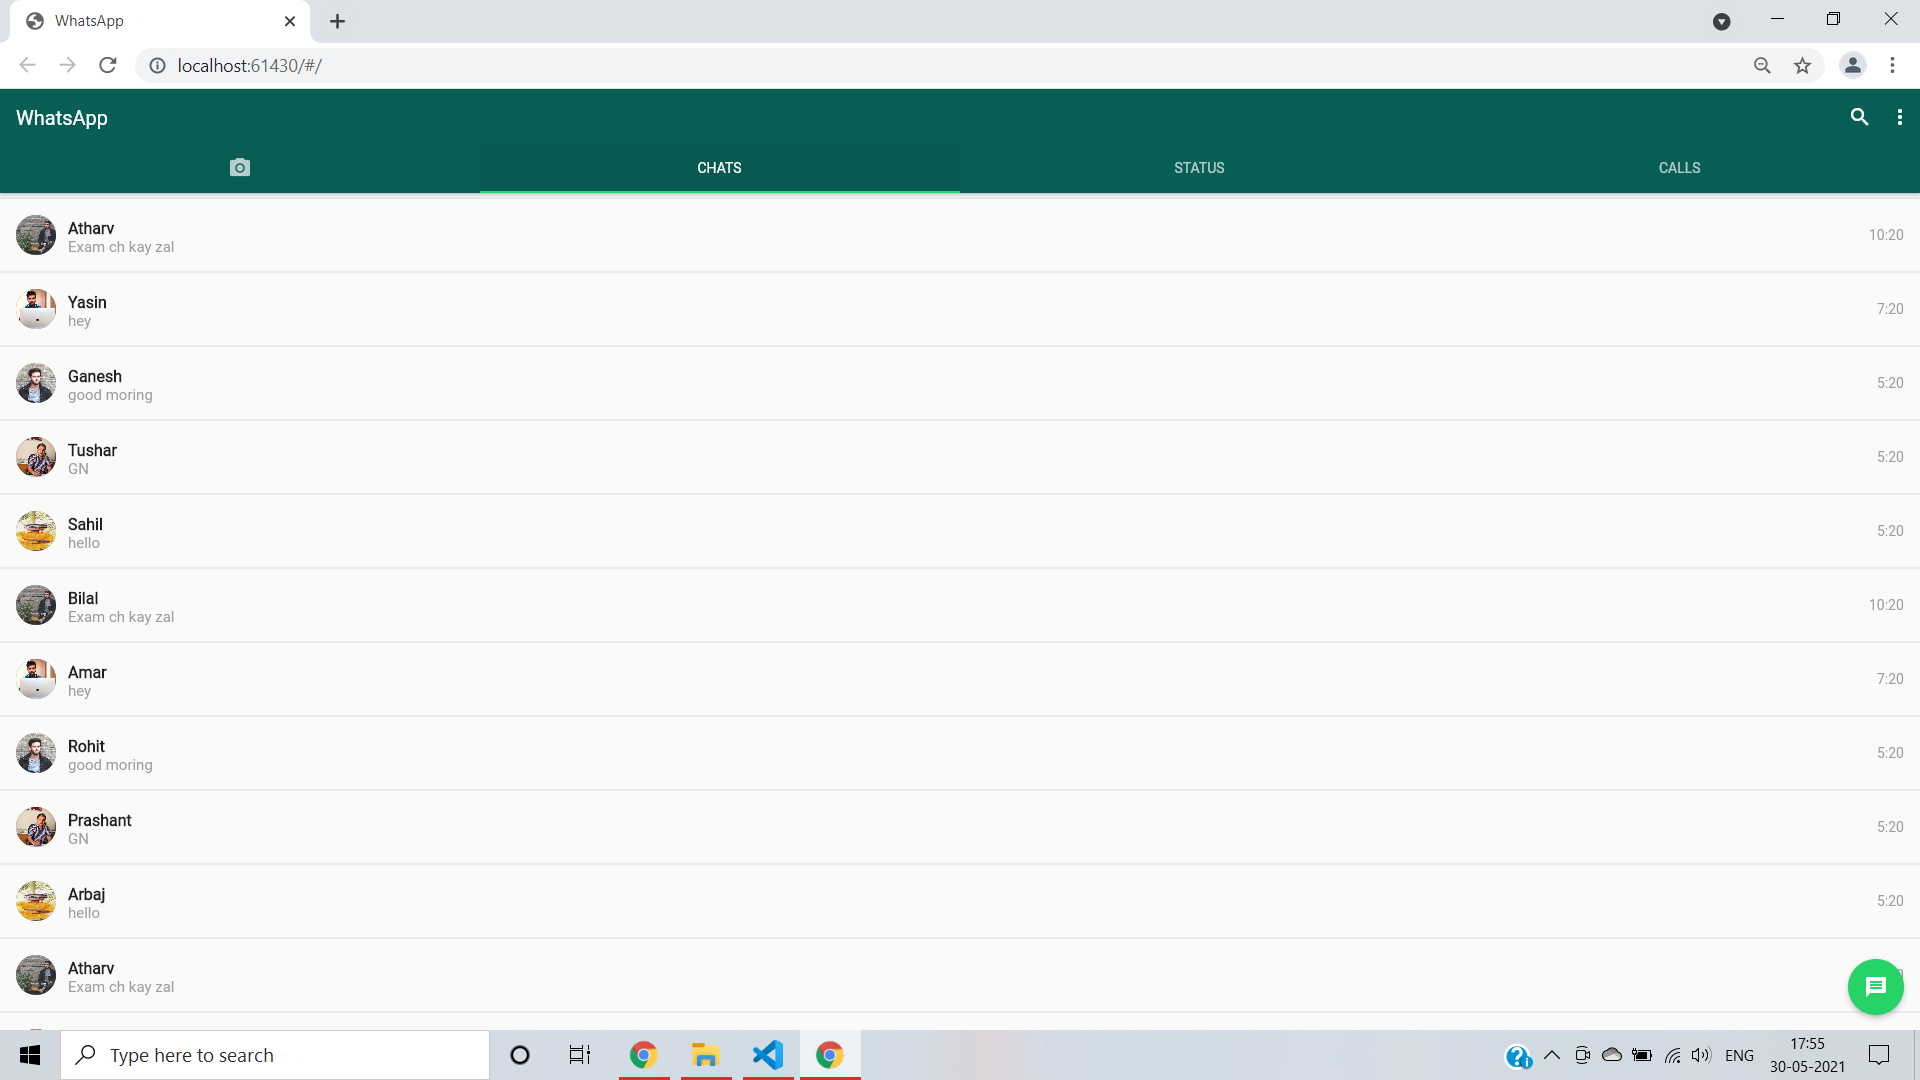 WhatsApp
localhost:61430/#/
WhatsApp
CHATS
STATUS
CALLS
Atharv
Exam ch kay zal
10:20
Yasin
hey
7:20
Ganesh
good moring
5:20
Tushar
GN
5:20
Sahil
hello
5:20
Bilal
Exam ch kay zal
10:20
Amar
hey
7:20
Rohit
good moring
5:20
Prashant
GN
5:20
Arbaj
hello
5:20
Atharv
Exam ch kay zal
Type here to search
ENG
17:55
30-05-2021